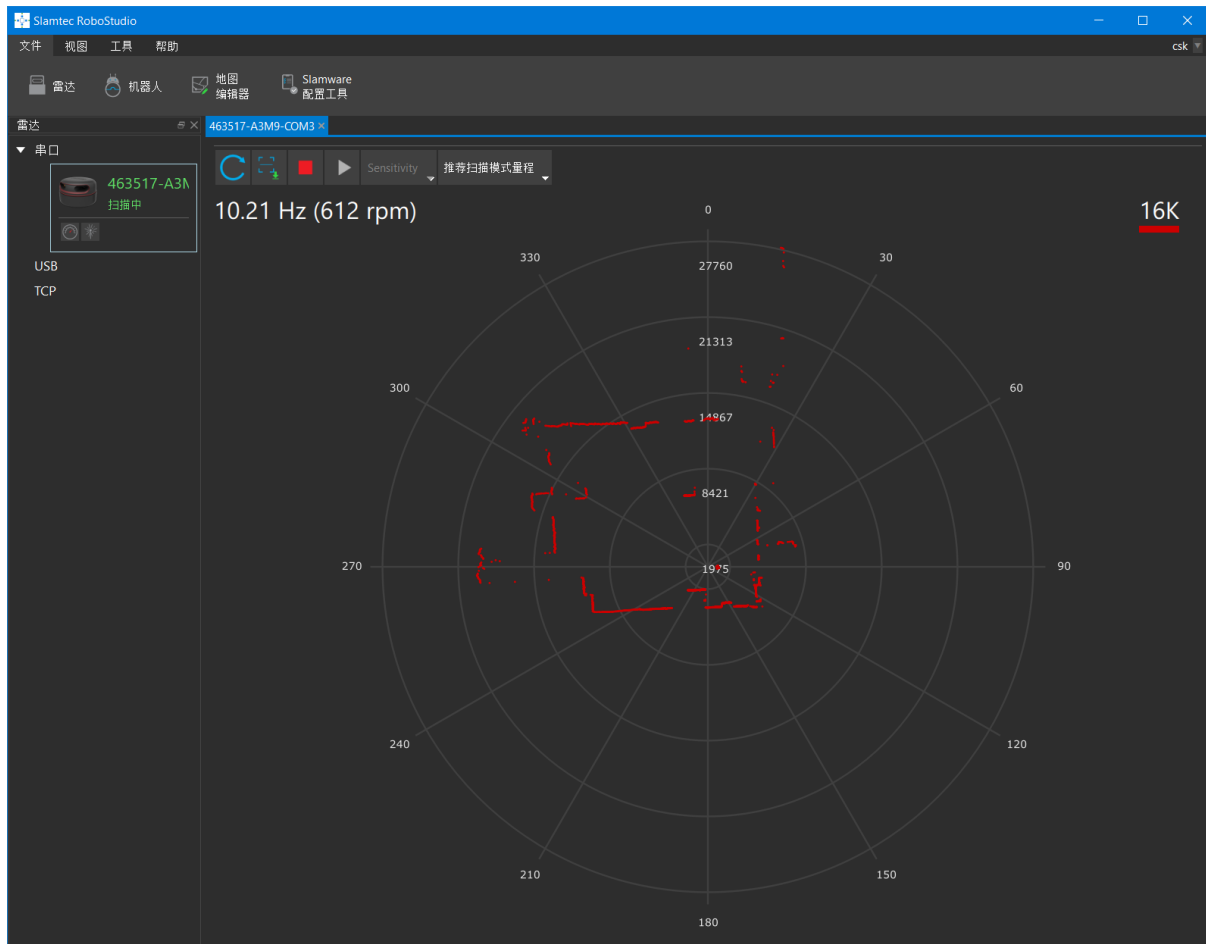 Slamtec RoboStudio
文件 视图 工具 帮助
csk
雷达
机器人
地图
编辑器
Slamware
配置工具
雷达
463517-A3M9-COM3
串口
463517-A3
扫描中
USB
TCP
Sensitivity
推荐扫描模式量程
10.21 Hz (612 rpm)
16K
0
330
30
27760
21313
300
60
14867
8421
270
1975
90
240
120
210
150
180